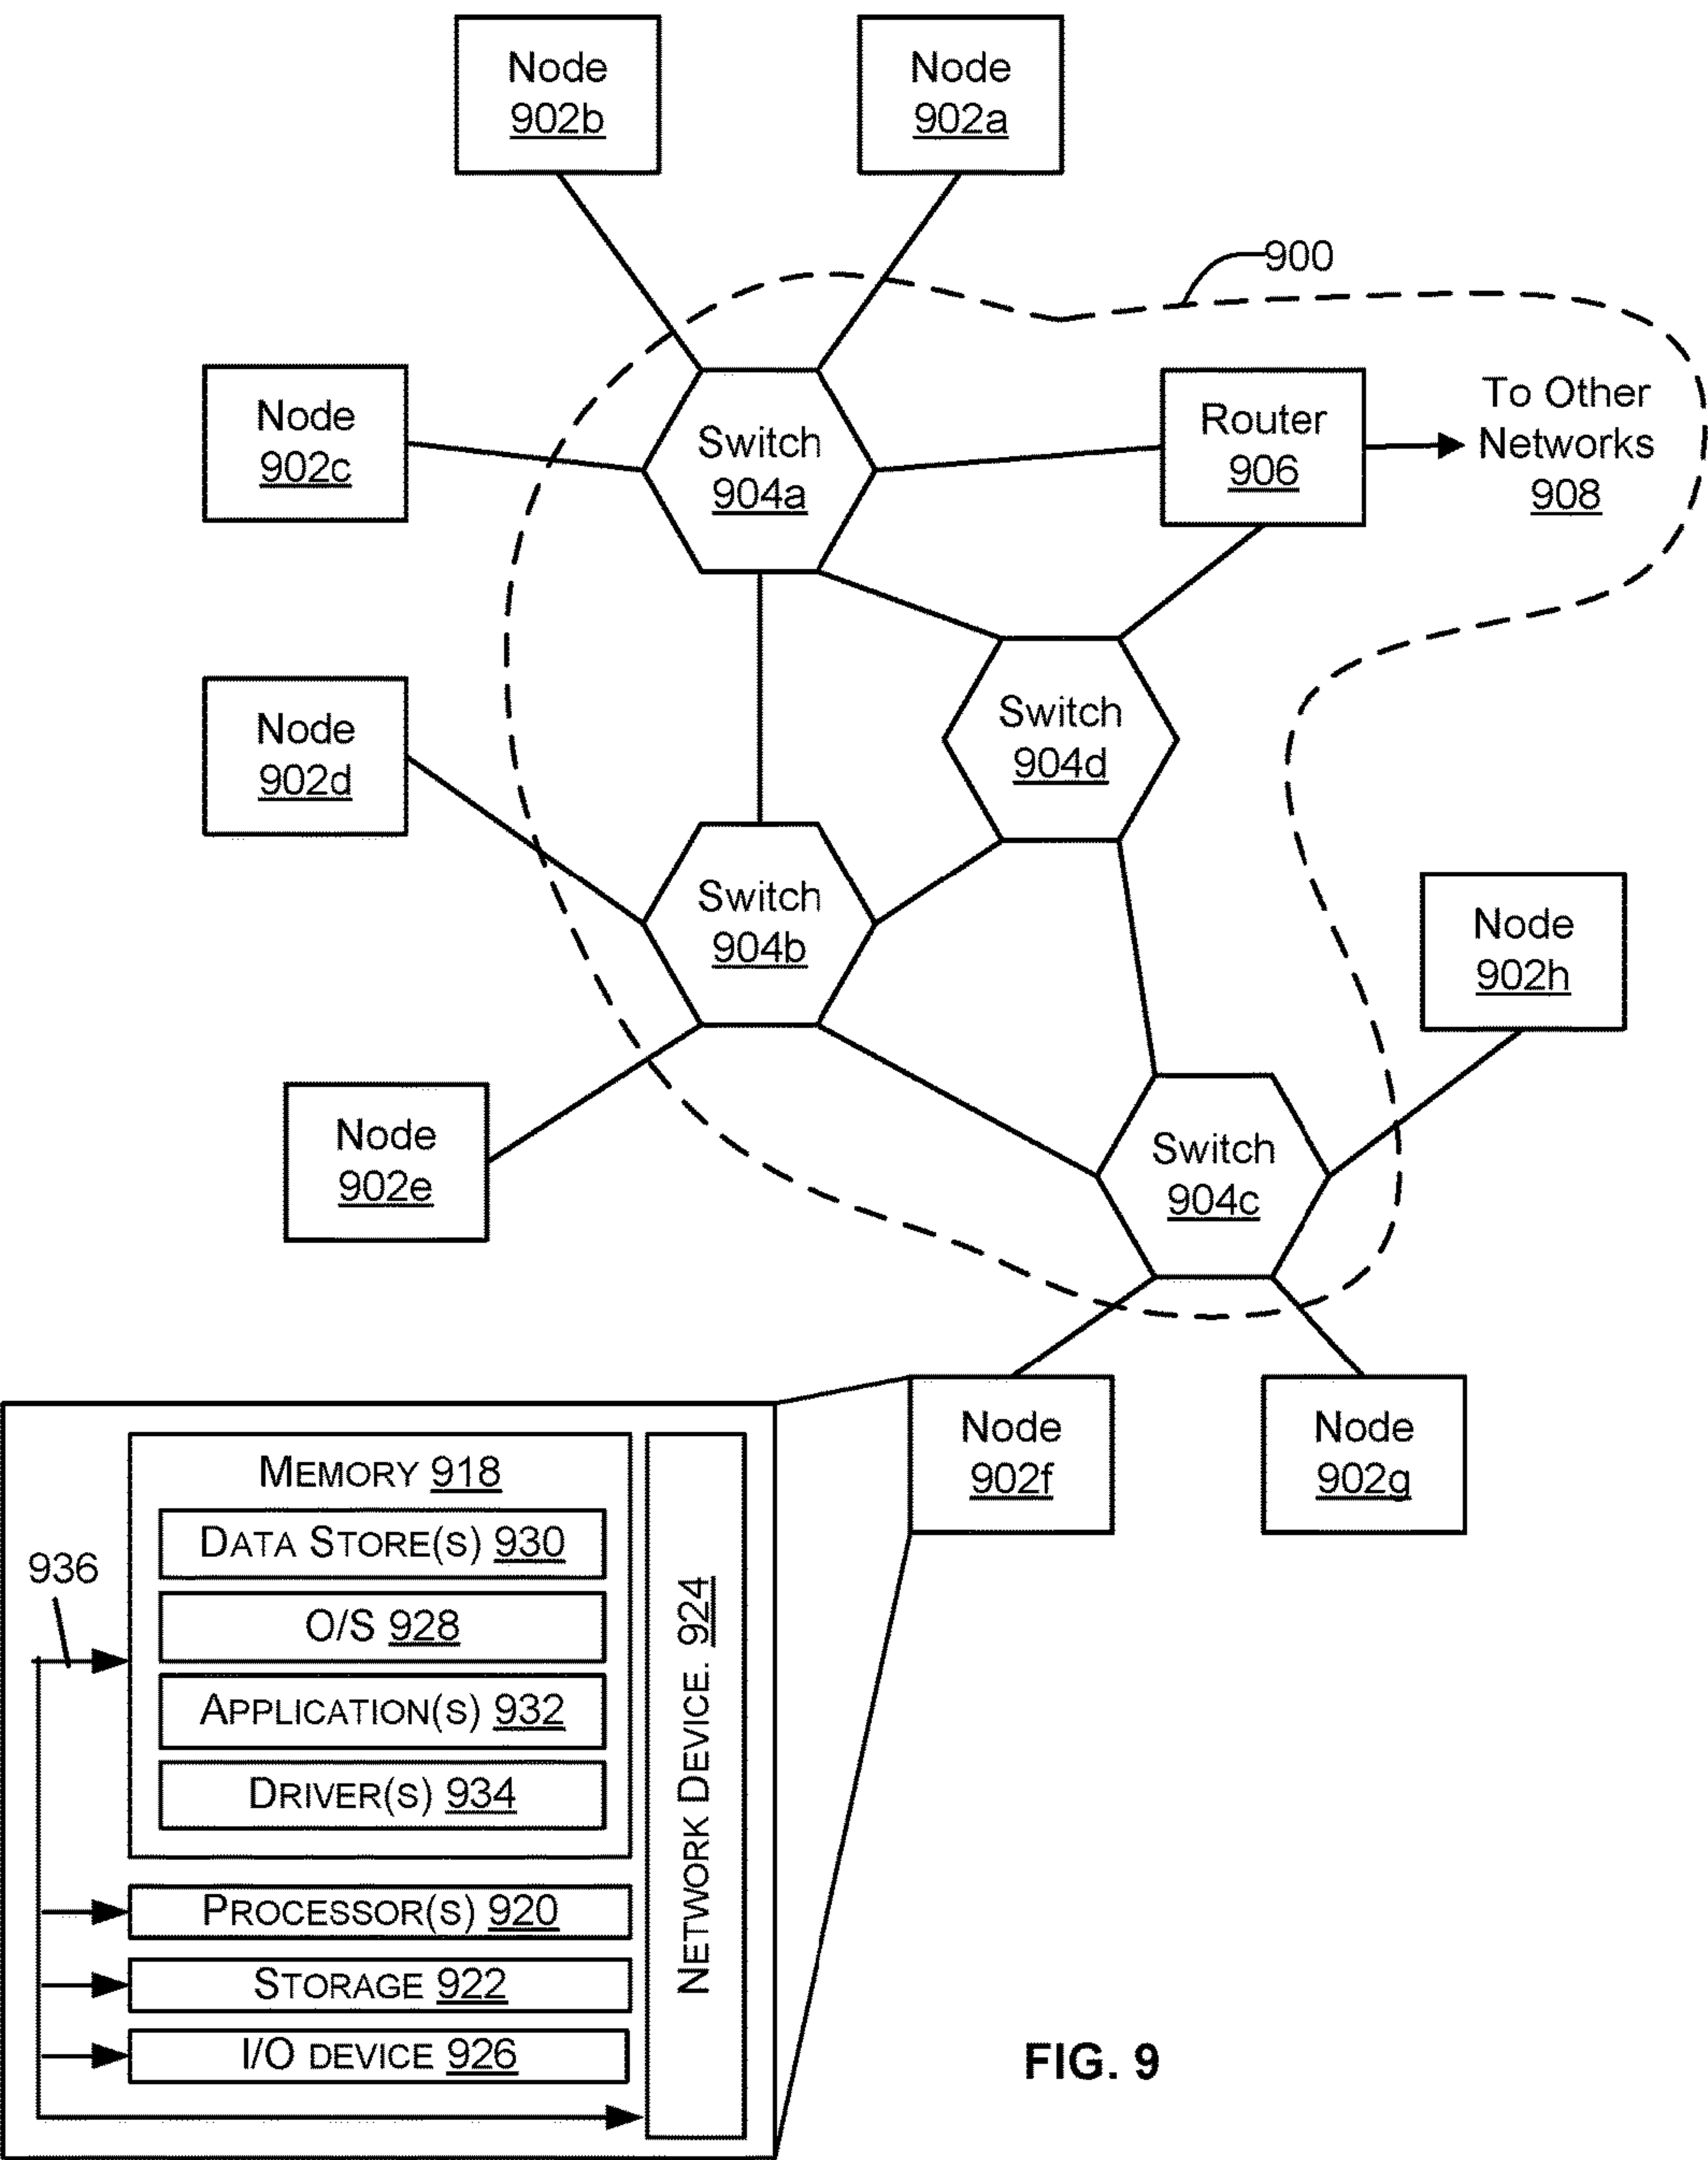 Node
902b
Node
902a
900
Node
902c
Switch
904a
Router
906
To Other
Networks
908
Node
902d
Switch
904d
Switch
904b
Node
902h
Node
902e
Switch
904c
Node
902f
Node
902g
MEMORY 918
DATA STORE(S) 930
936
O/S 928
APPLICATION(S) 932
DRIVER(S) 934
NETWORK DEVICE. 924
PROCESSOR(S) 920
STORAGE 922
I/O DEVICE 926
FIG. 9